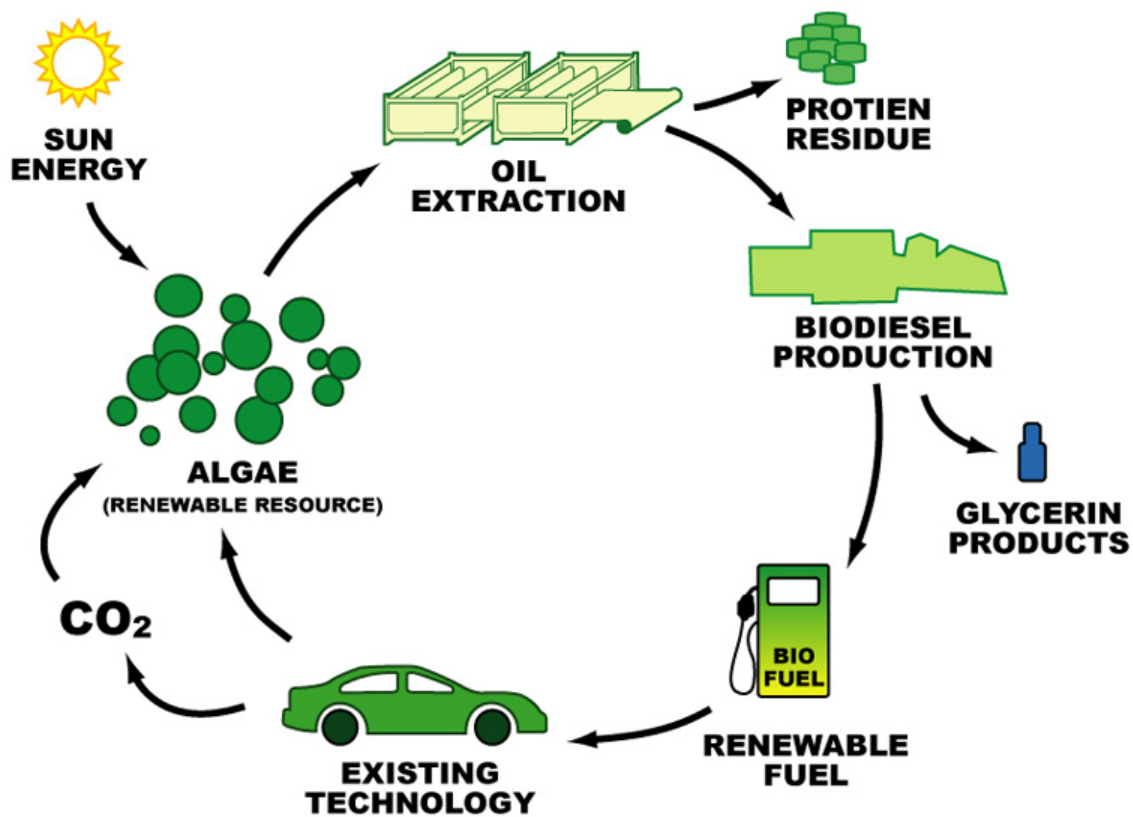 SUN
ENERGY
OIL
EXTRACTION
PROTIEN
RESIDUE
BIODIESEL
PRODUCTION
GLYCERIN
PRODUCTS
BIO
FUEL
RENEWABLE
FUEL
EXISTING
TECHNOLOGY
CO₂
ALGAE
(RENEWABLE RESOURCE)